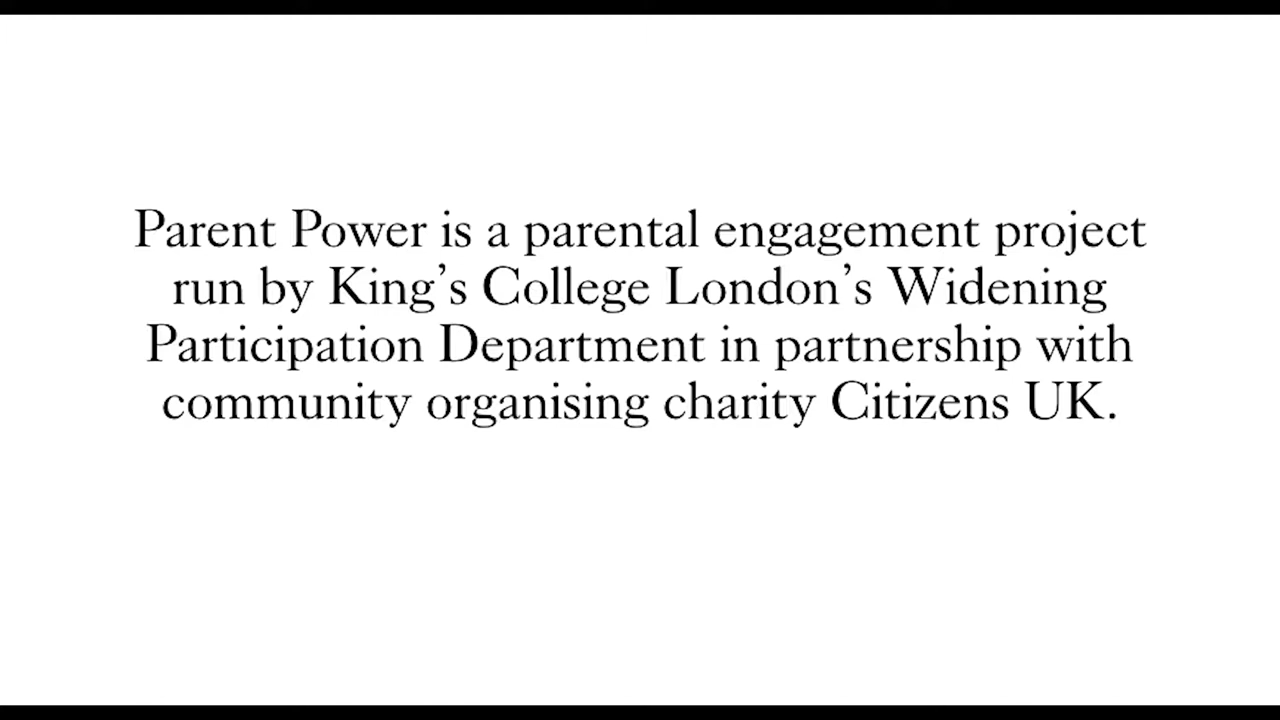 Parent Power is a parental engagement project
run by King’s College London’s Widening
Participation Department in partnership with
community organising charity Citizens UK.